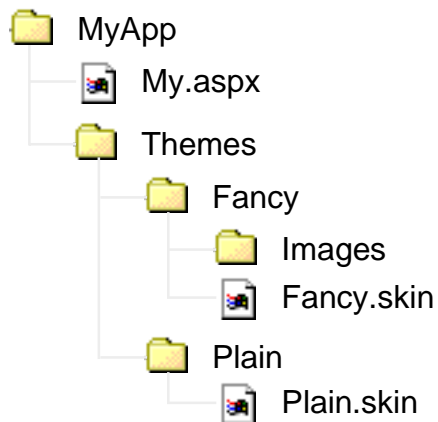 MyApp
My.aspx
Themes
Fancy
Images
Fancy.skin
Plain
Plain.skin